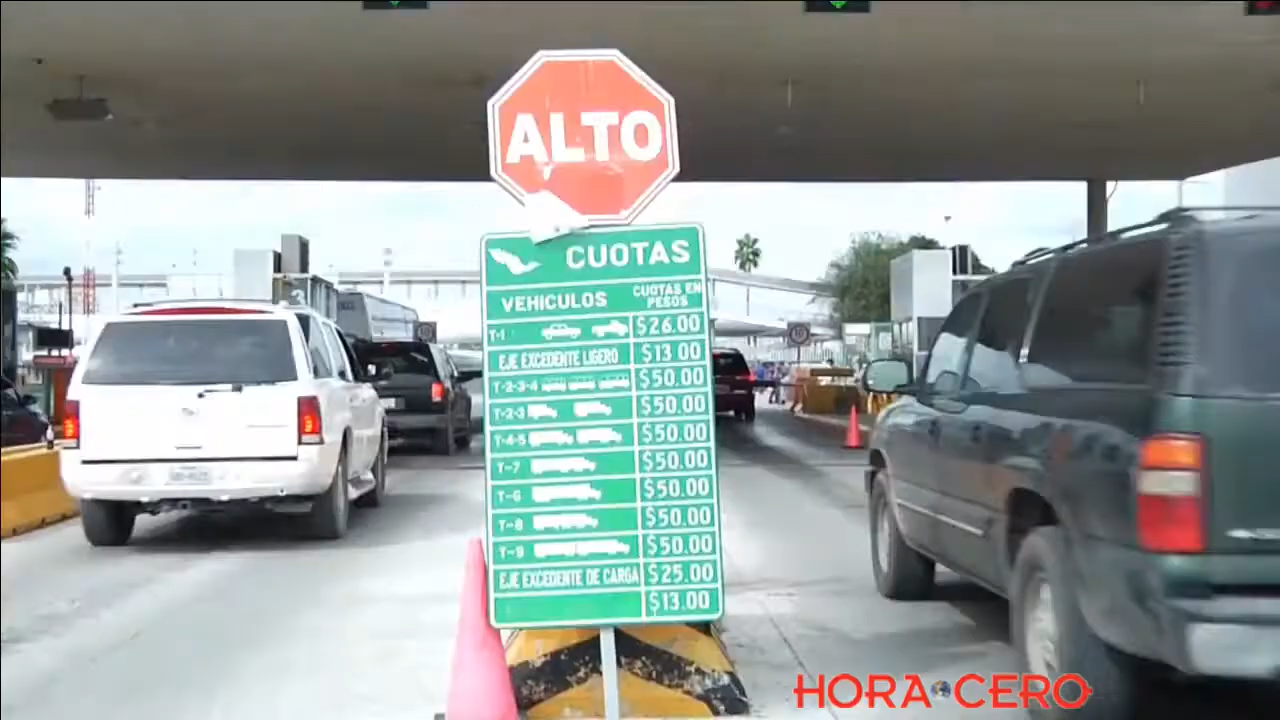 ALTO
CUOTAS
VEHICULOS
CUOTAS EN
PESOS
T-1 $26.00
EJE EXCEDENTE LIGERO $13.00
T-2-3-4 $50.00
T-2-3 $50.00
T-4-5 $50.00
T-7 $50.00
T-6 $50.00
T-8 $50.00
T-9 $50.00
EJE EXCEDENTE DE CARGA $25.00
$13.00
HORA CERO